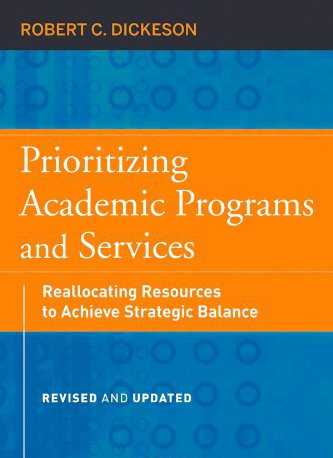 ROBERT C. DICKESON
Prioritizing
Academic Programs
and Services
Reallocating Resources
to Achieve Strategic Balance
REVISED AND UPDATED